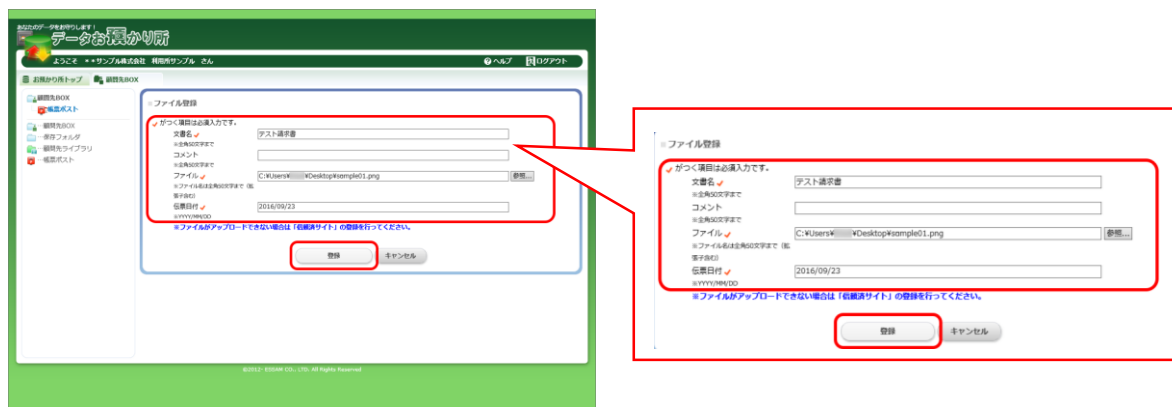 あなたのデータをお守りします！
データお預かり所
ようこそ ＊＊サンプル株式会社 利用所サンプル さん
ヘルプ ログアウト
お預かり所トップ 顧問先BOX
顧問先BOX
帳票ポスト
顧問先BOX
保存フォルダ
顧問先ライブラリ
帳票ポスト
ファイル登録
がつく項目は必須入力です。
文書名 テスト請求書
※全角50文字まで
コメント
※全角50文字まで
ファイル C:¥Users¥ ¥Desktop¥sample01.png 参照...
※ファイル名は全角50文字まで（拡
張子含む）
伝票日付 2016/09/23
※YYYY/MM/DD
※ファイルがアップロードできない場合は「信頼済サイト」の登録を行ってください。
登録 キャンセル
©2012- EDSAM CO., LTD. All Rights Reserved
ファイル登録
がつく項目は必須入力です。
文書名 テスト請求書
※全角50文字まで
コメント
※全角50文字まで
ファイル C:¥Users¥ ¥Desktop¥sample01.png 参照...
※ファイル名は全角50文字まで（拡
張子含む）
伝票日付 2016/09/23
※YYYY/MM/DD
※ファイルがアップロードできない場合は「信頼済サイト」の登録を行ってください。
登録 キャンセル